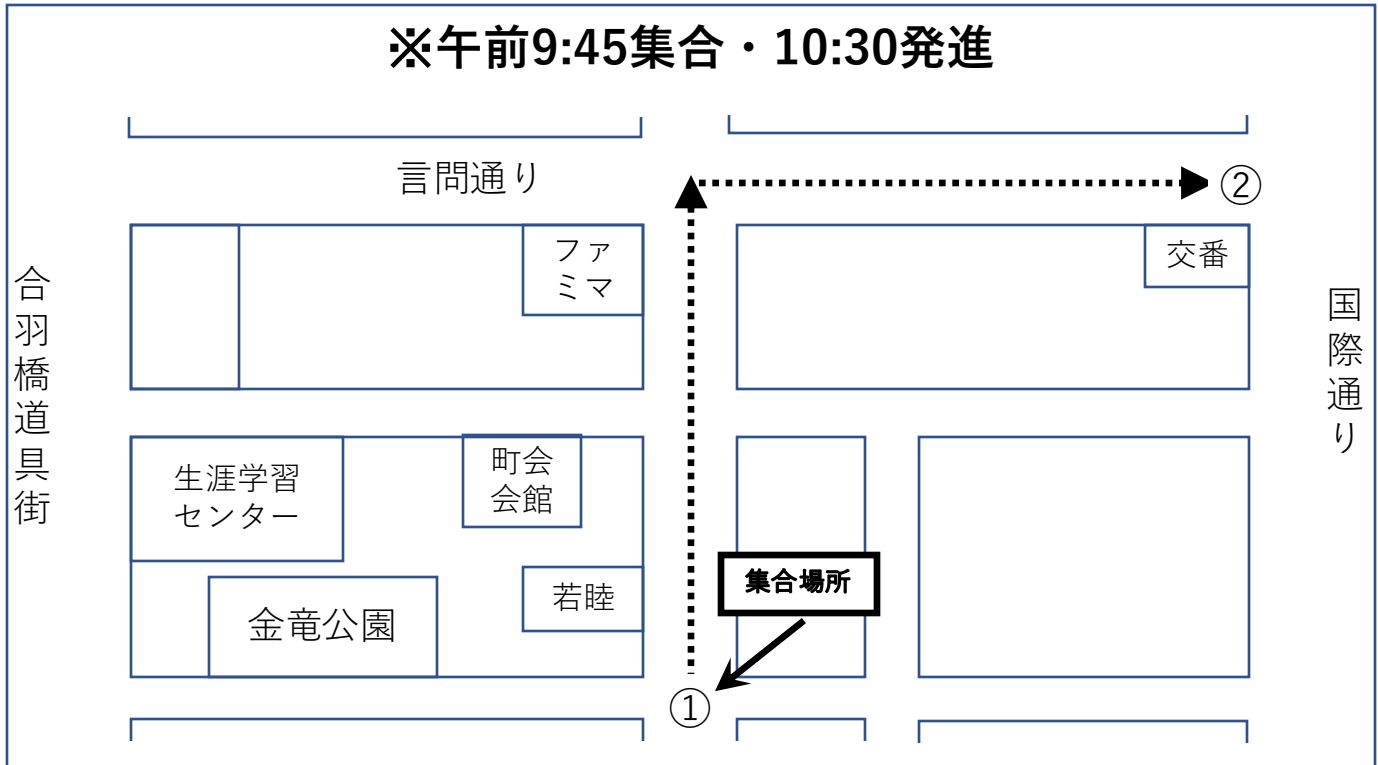 ※午前9:45集合・10:30発進
言問通り
②
ファ
ミマ
交番
合羽橋道具街
国際通り
生涯学習
センター
町会
会館
若睦
集合場所
金竜公園
①